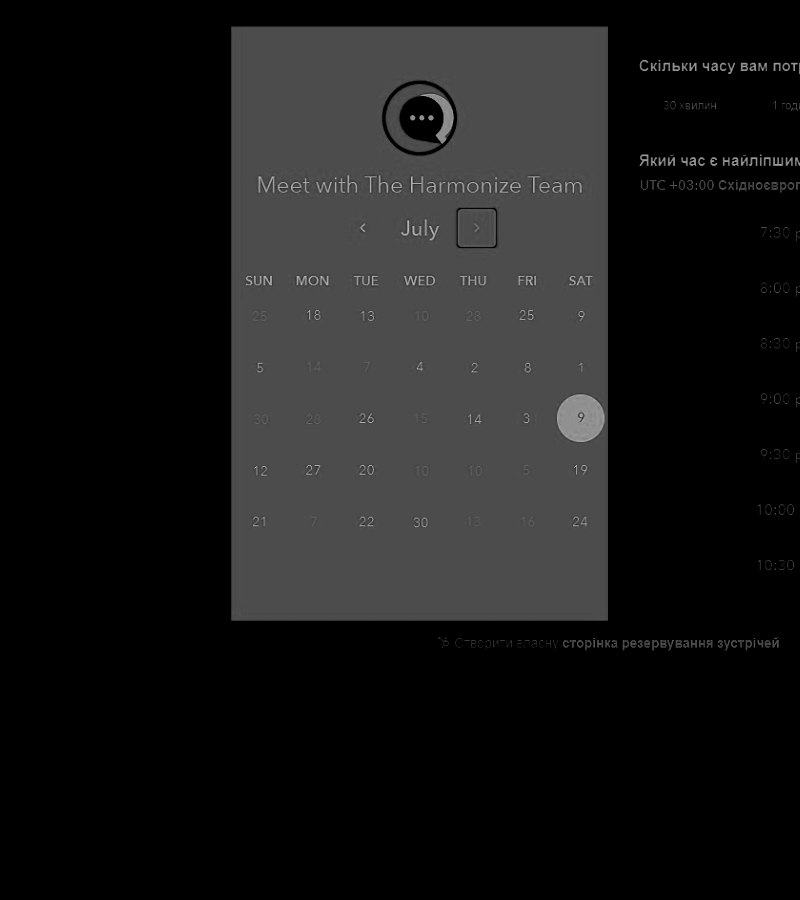 Meet with The Harmonize Team
July
SUN MON TUE WED THU FRI SAT
25 18 13 10 28 25 9
5 14 7 4 2 8 1
30 28 26 15 14 3 9
12 27 20 10 10 5 19
21 7 22 30 13 16 24
Скільки часу вам
30 хвилин 1
Який час є
UTC +03:00
7:30
8:00
8:30
9:00
9:30
10:00
10:30
Створити власну сторінка резервування зустрічей